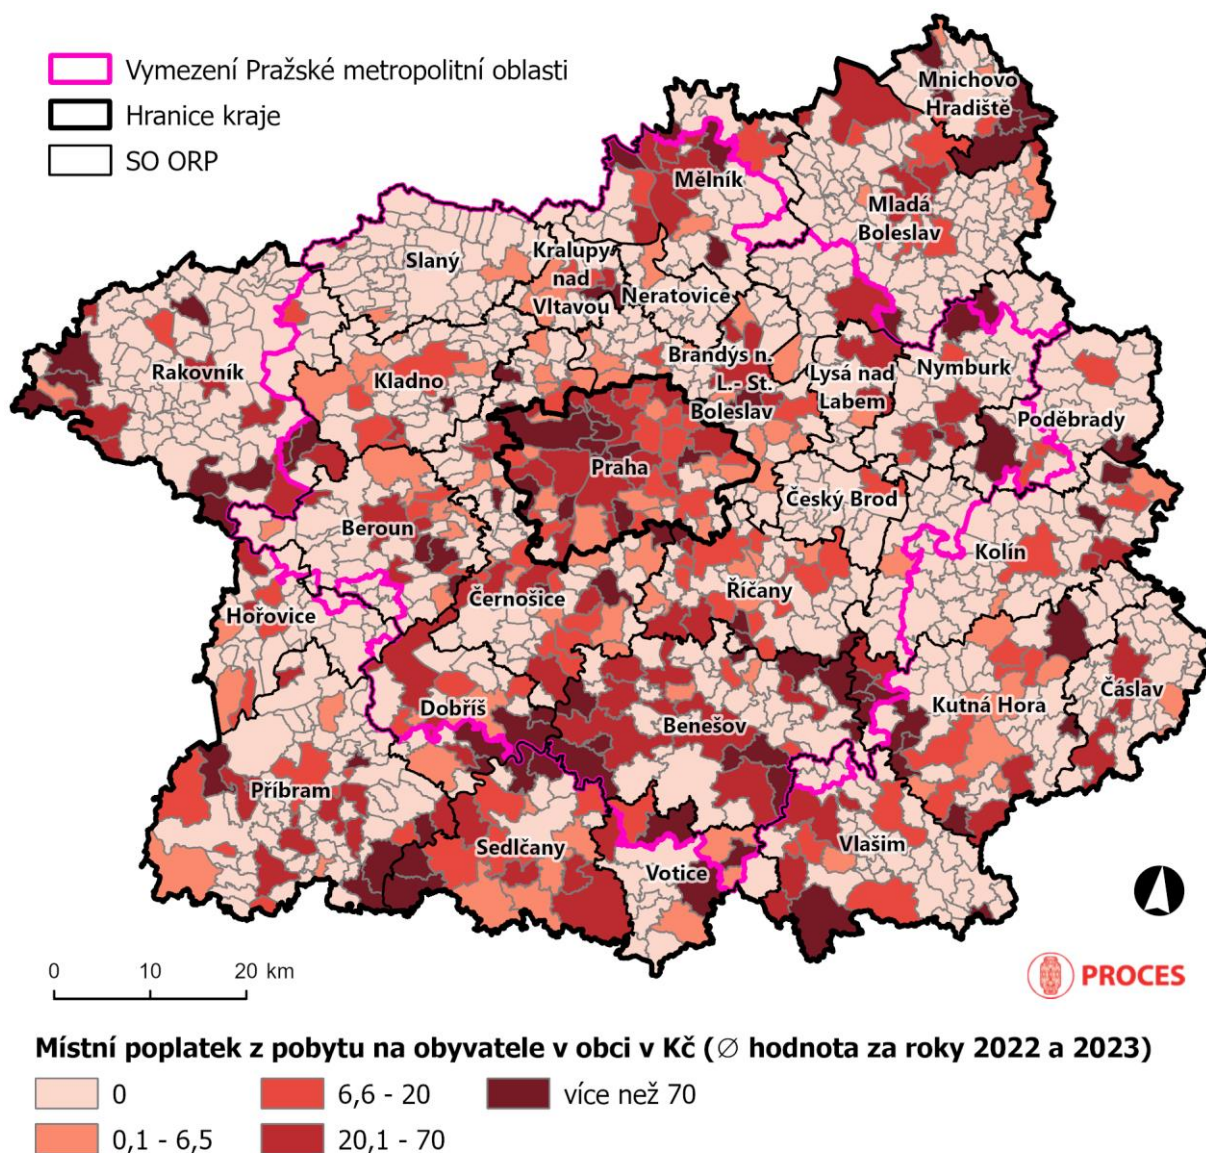 Vymezení Pražské metropolitní oblasti
Hranice kraje
SO ORP
Mnichovo
Hradiště
Mělník
Mladá
Boleslav
Slaný
Kralupy
nad
Vltavou
Neratovice
Rakovník
Kladno
Brandýs n.
L.- St.
Boleslav
Lysá nad
Labem
Nymburk
Poděbrady
Praha
Český Brod
Beroun
Kolín
Hořovice
Černošice
Říčany
Dobříš
Benešov
Kutná Hora
Čáslav
Příbram
Sedlčany
Votice
Vlašim
0 10 20 km
PROCES
Místní poplatek z pobytu na obyvatele v obci v Kč (∅ hodnota za roky 2022 a 2023)
0
6,6 - 20
více než 70
0,1 - 6,5
20,1 - 70